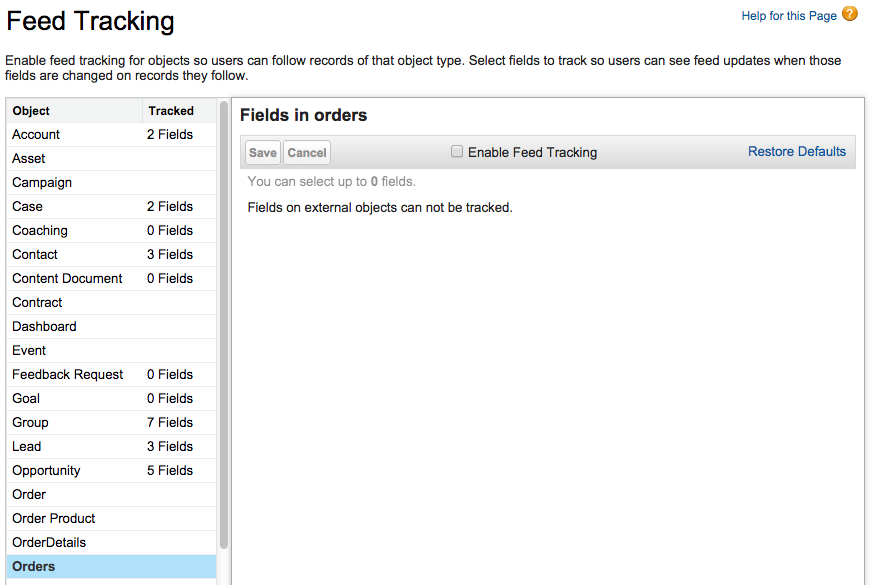 Feed Tracking
Help for this Page ?
Enable feed tracking for objects so users can follow records of that object type. Select fields to track so users can see feed updates when those
fields are changed on records they follow.
Object Tracked
Account 2 Fields
Asset
Campaign
Case 2 Fields
Coaching 0 Fields
Contact 3 Fields
Content Document 0 Fields
Contract
Dashboard
Event
Feedback Request 0 Fields
Goal 0 Fields
Group 7 Fields
Lead 3 Fields
Opportunity 5 Fields
Order
Order Product
OrderDetails
Orders
Fields in orders
Save Cancel Enable Feed Tracking Restore Defaults
You can select up to 0 fields.
Fields on external objects can not be tracked.